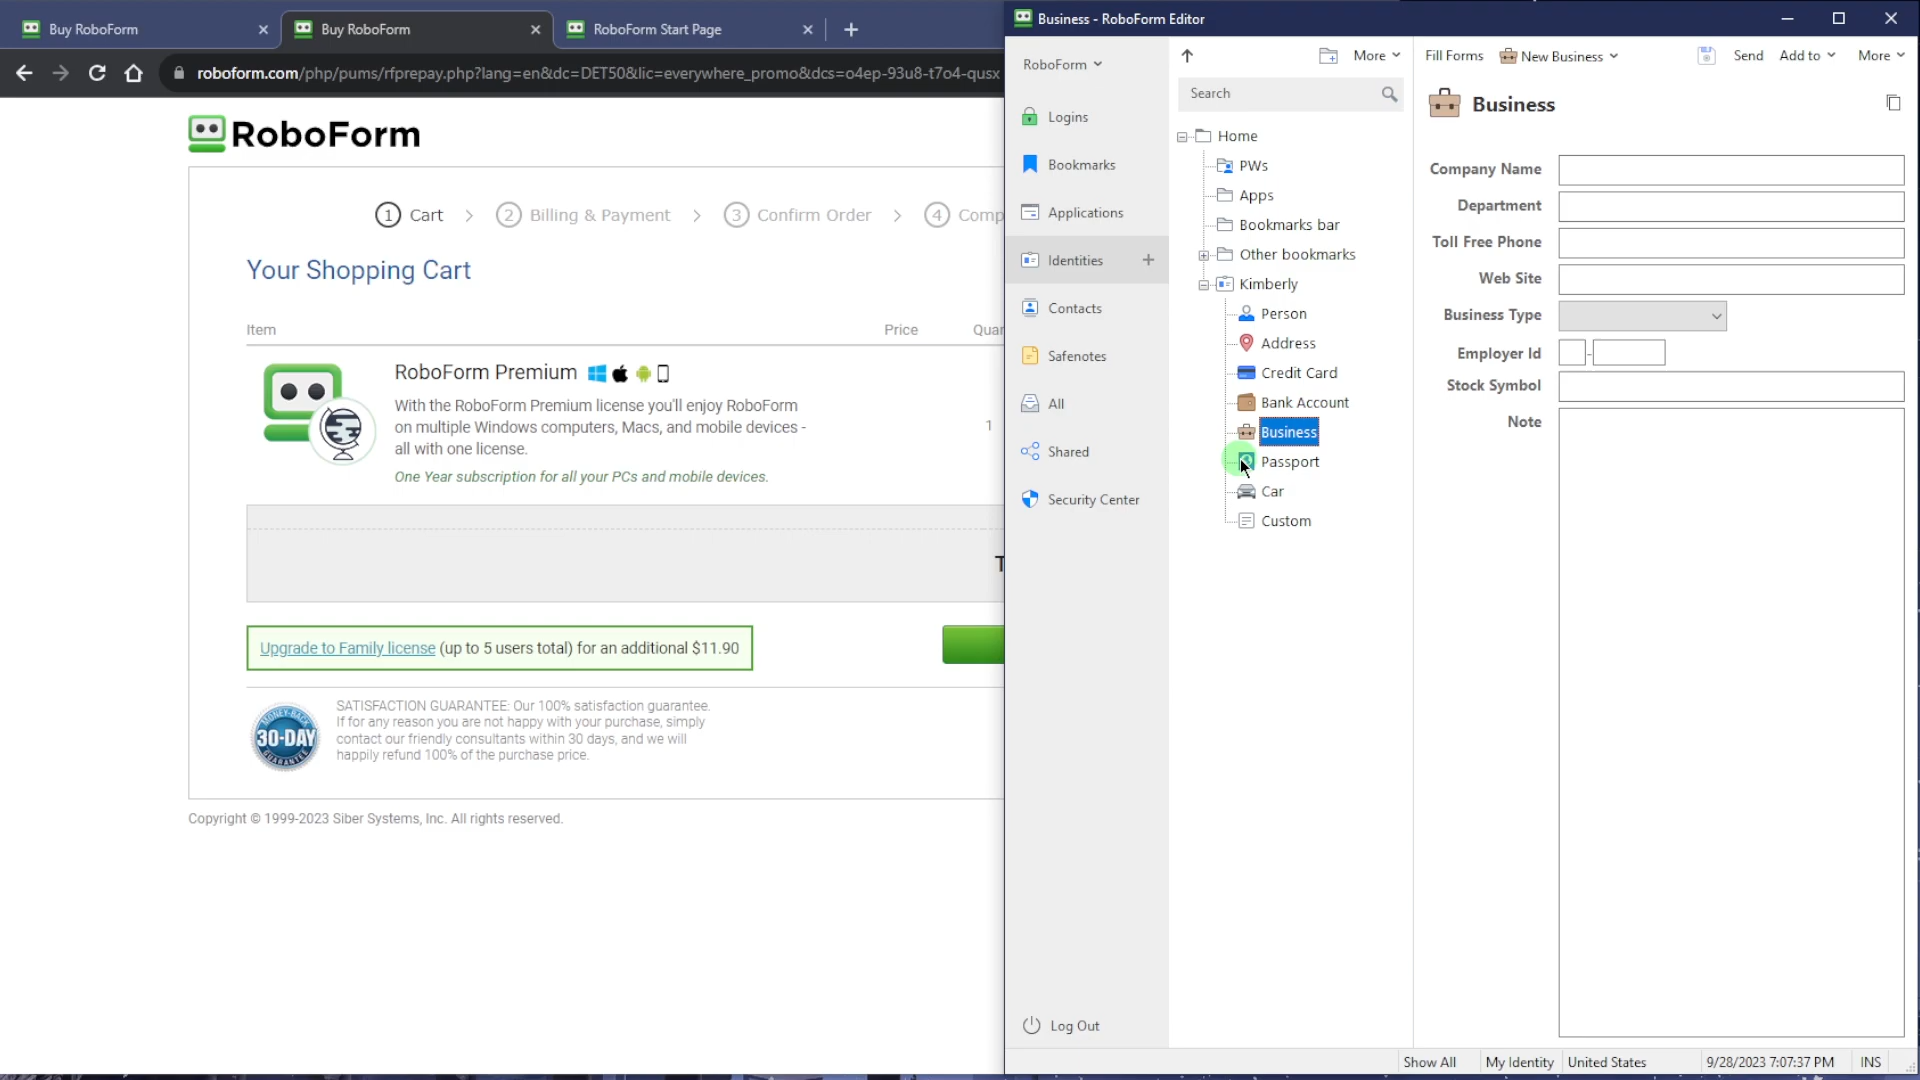 Buy RoboForm
Buy RoboForm
RoboForm Start Page
roboform.com/php/pums/rfprepay.php?lang=en&dc=DET50&lic=everywhere_promo&dcs=o4ep-93u8-t7o4-qusx
RoboForm
1 Cart
2 Billing & Payment
3 Confirm Order
4 Comp
Your Shopping Cart
Item Price Quan
RoboForm Premium
With the RoboForm Premium license you'll enjoy RoboForm
on multiple Windows computers, Macs, and mobile devices -
all with one license.
1
One Year subscription for all your PCs and mobile devices.
T
Upgrade to Family license (up to 5 users total) for an additional $11.90
MONEY-BACK
30-DAY
GUARANTEE
SATISFACTION GUARANTEE: Our 100% satisfaction guarantee.
If for any reason you are not happy with your purchase, simply
contact our friendly consultants within 30 days, and we will
happily refund 100% of the purchase price.
Copyright © 1999-2023 Siber Systems, Inc. All rights reserved.
Business - RoboForm Editor
RoboForm
Logins
Bookmarks
Applications
Identities
Contacts
Safenotes
All
Shared
Security Center
Log Out
More
Search
Home
PWs
Apps
Bookmarks bar
Other bookmarks
Kimberly
Person
Address
Credit Card
Bank Account
Business
Passport
Car
Custom
Fill Forms New Business Send Add to More
Business
Company Name
Department
Toll Free Phone
Web Site
Business Type
Employer Id -
Stock Symbol
Note
Show All My Identity United States 9/28/2023 7:07:37 PM INS